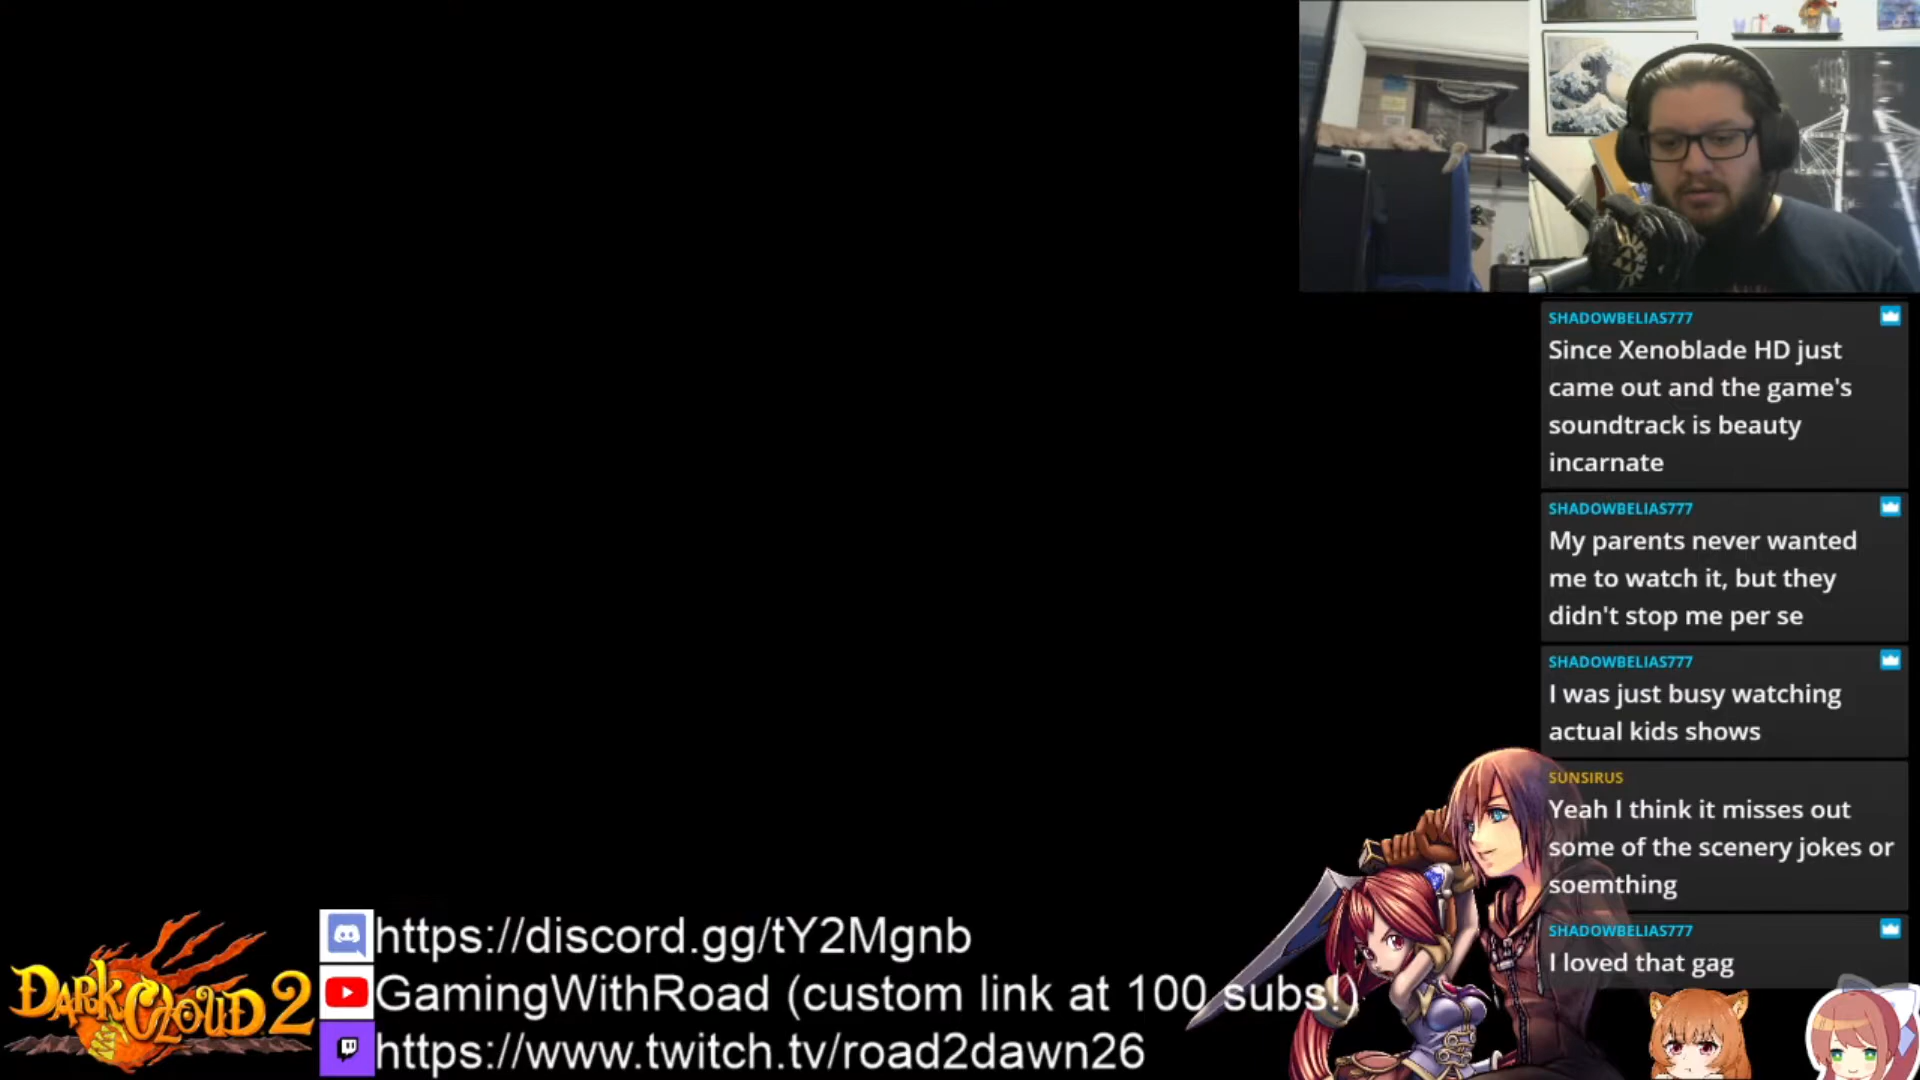 SHADOWBELIAS777
Since Xenoblade HD just
came out and the game's
soundtrack is beauty
incarnate
SHADOWBELIAS777
My parents never wanted
me to watch it, but they
didn't stop me per se
SHADOWBELIAS777
I was just busy watching
actual kids shows
SUNSIRUS
Yeah I think it misses out
some of the scenery jokes or
soemthing
SHADOWBELIAS777
I loved that gag
https://discord.gg/tY2Mgnb
DARK CLOUD 2
GamingWithRoad (custom link at 100 subs!)
https://www.twitch.tv/road2dawn26